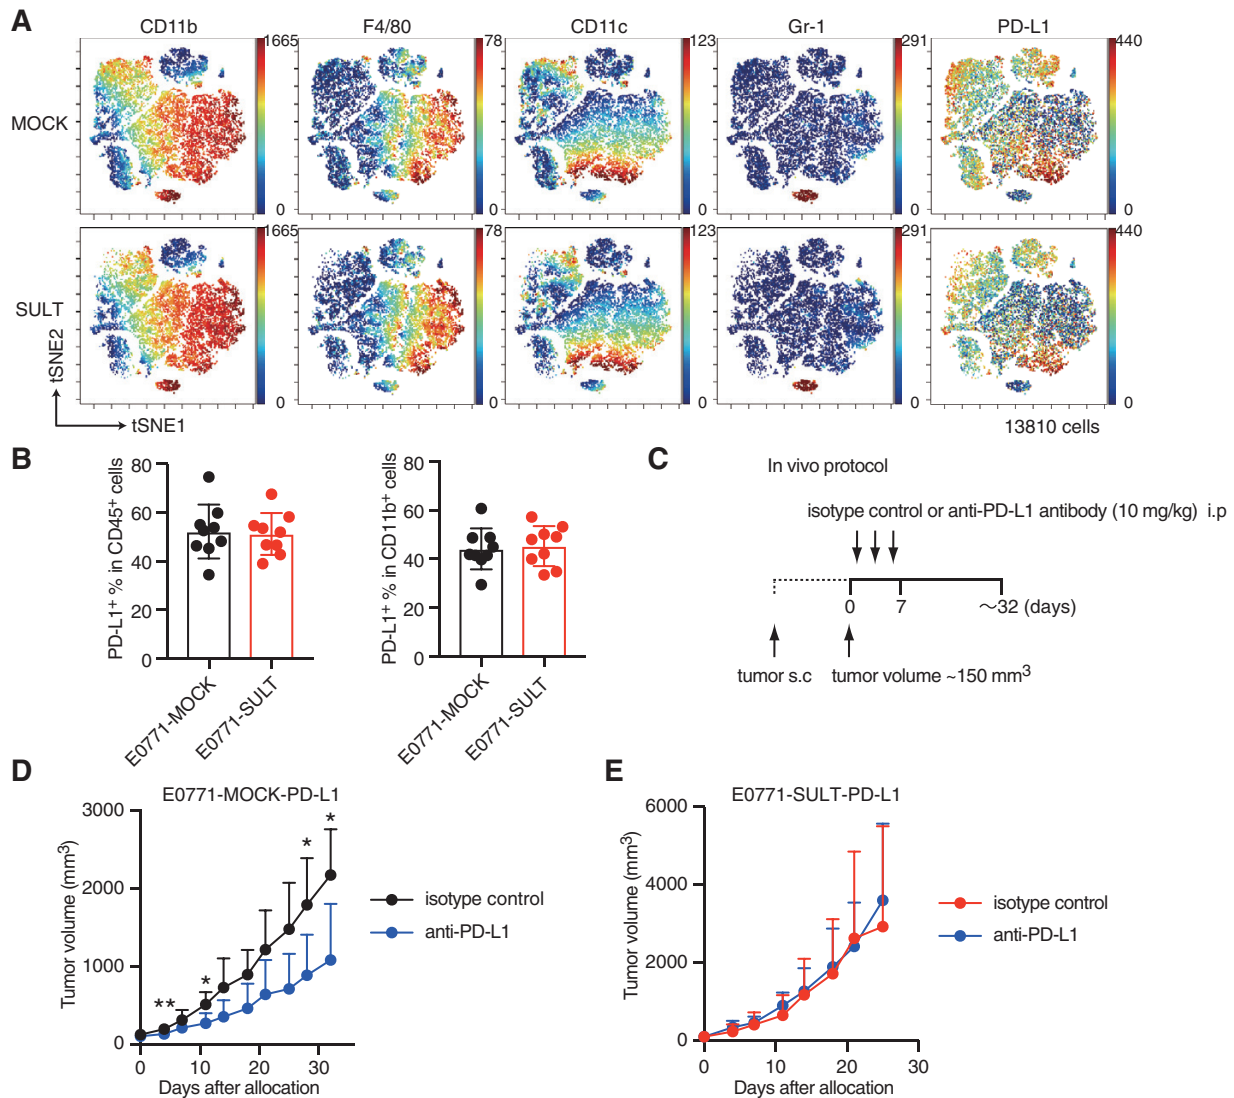 A
CD11b F4/80 CD11c Gr-1 PD-L1
1665 78 123 291 440
MOCK
0 0 0 0 0
1665 78 123 291 440
SULT
0 0 0 0 0
tSNE2
tSNE1
13810 cells
B
PD-L1+ % in CD45+ cells
80
60
40
20
0
E0771-MOCK
E0771-SULT
PD-L1+ % in CD11b+ cells
80
60
40
20
0
E0771-MOCK
E0771-SULT
C
In vivo protocol
isotype control or anti-PD-L1 antibody (10 mg/kg) i.p
0 7 ～32 (days)
tumor s.c tumor volume ~150 mm³
D
E0771-MOCK-PD-L1
Tumor volume (mm³)
3000
2000
1000
0
** * * *
0 10 20 30
Days after allocation
isotype control
anti-PD-L1
E
E0771-SULT-PD-L1
Tumor volume (mm³)
6000
4000
2000
0
0 10 20 30
Days after allocation
isotype control
anti-PD-L1